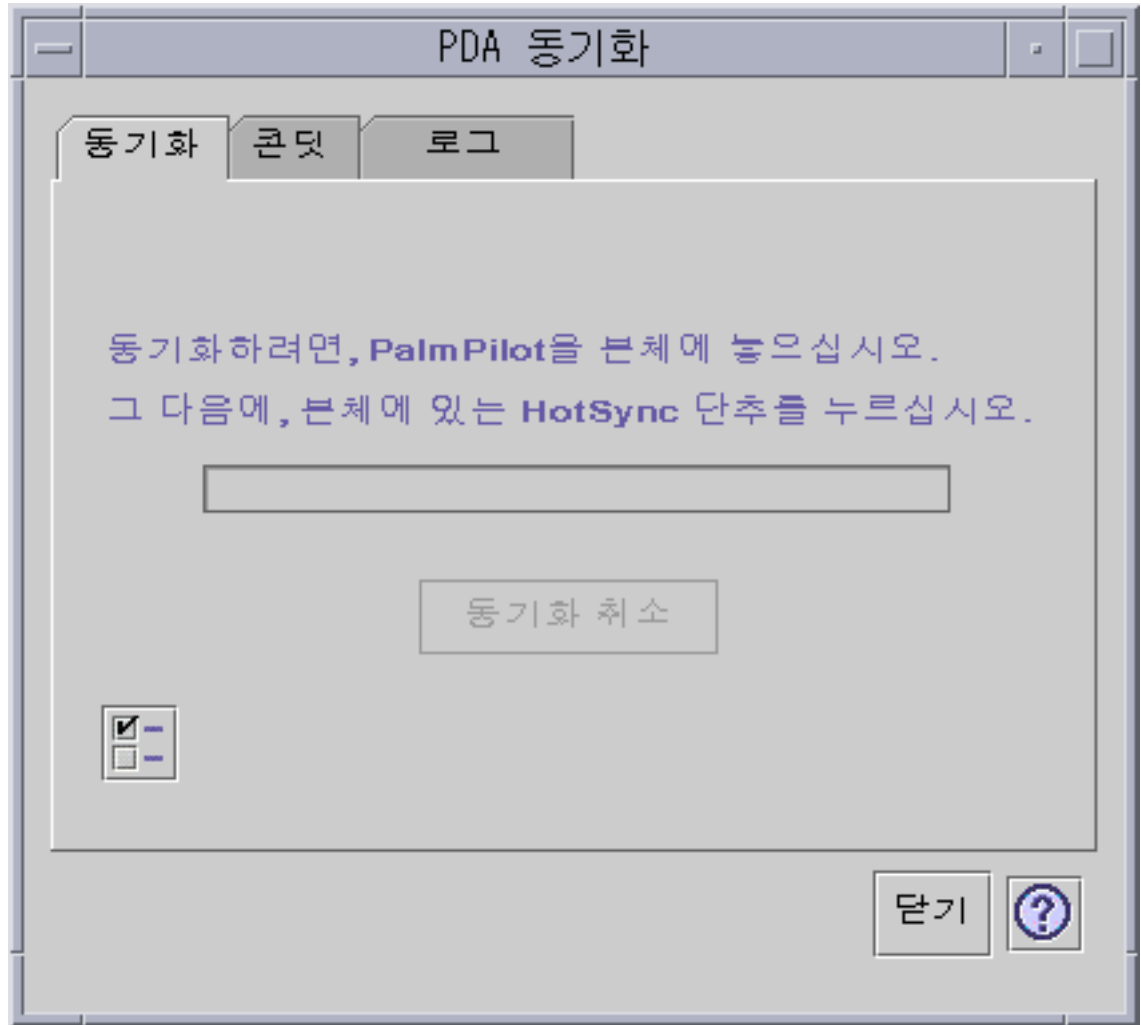 PDA 동기화
동기화 콘딧 로그
동기화하려면, PalmPilot을 본체에 놓으십시오.
그 다음에, 본체에 있는 HotSync 단추를 누르십시오.
동기화 취소
닫기 ?